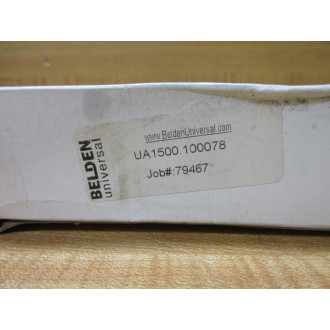 BELDEN
universal
www.BeldenUniversal.com
UA1500.100078
Job#:79467